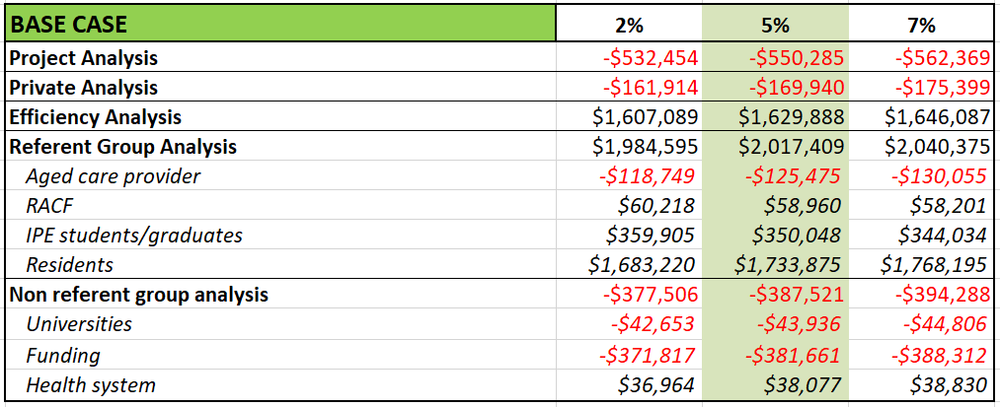 BASE CASE 2% 5% 7%
Project Analysis -$532,454 -$550,285 -$562,369
Private Analysis -$161,914 -$169,940 -$175,399
Efficiency Analysis $1,607,089 $1,629,888 $1,646,087
Referent Group Analysis $1,984,595 $2,017,409 $2,040,375
Aged care provider -$118,749 -$125,475 -$130,055
RACF $60,218 $58,960 $58,201
IPE students/graduates $359,905 $350,048 $344,034
Residents $1,683,220 $1,733,875 $1,768,195
Non referent group analysis -$377,506 -$387,521 -$394,288
Universities -$42,653 -$43,936 -$44,806
Funding -$371,817 -$381,661 -$388,312
Health system $36,964 $38,077 $38,830